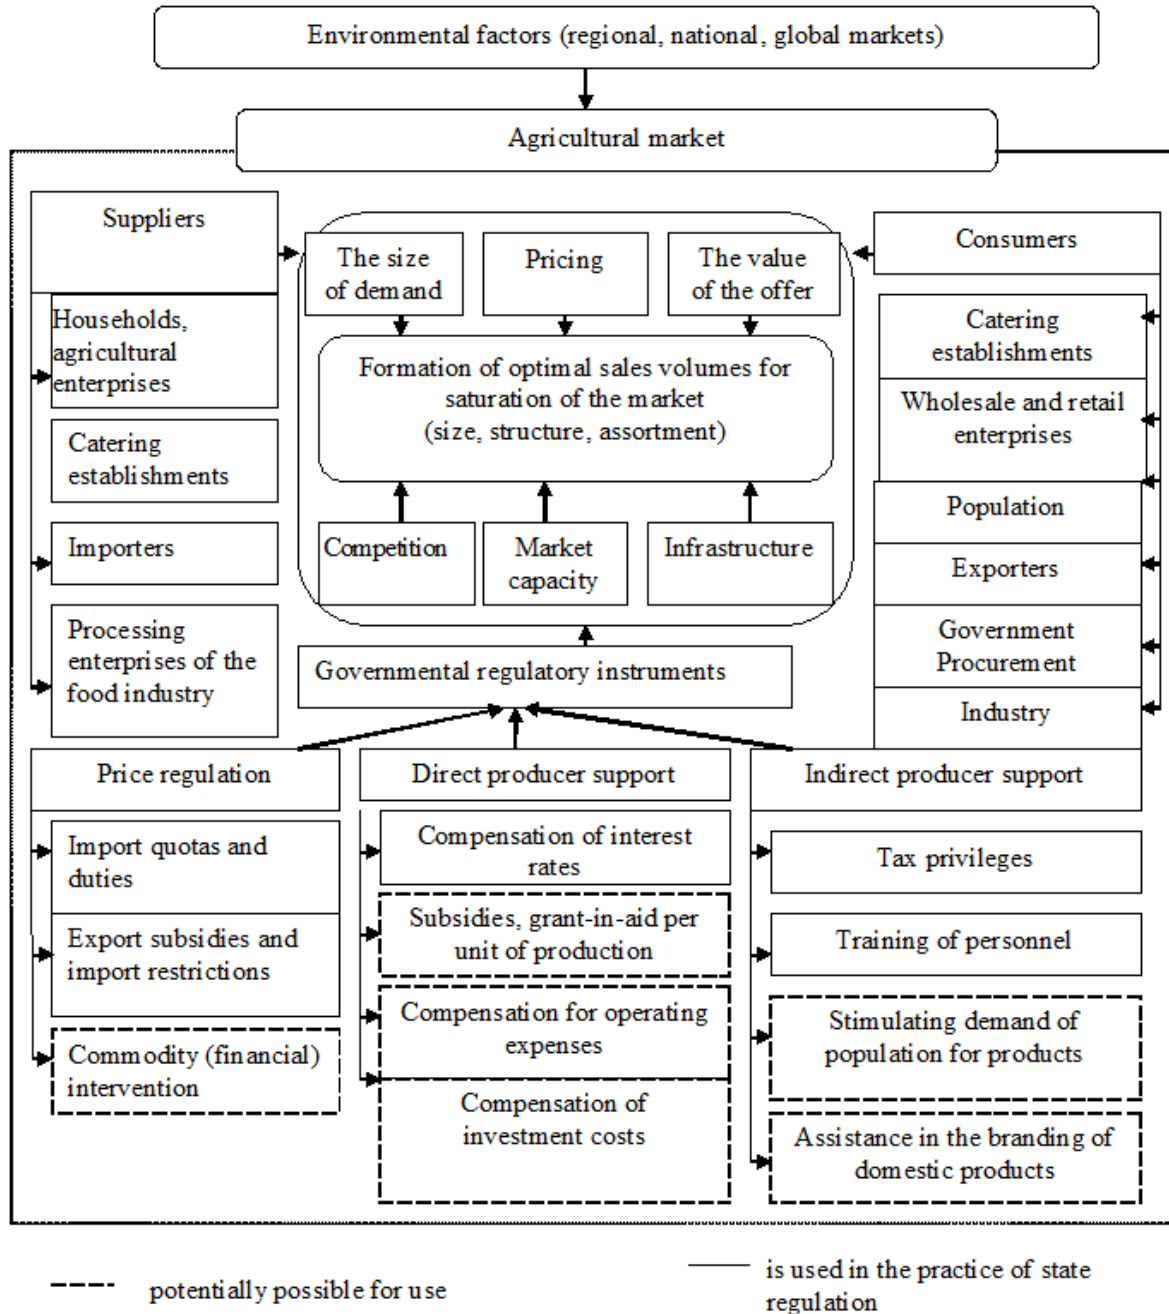 Environmental factors (regional, national, global markets)
Agricultural market
Suppliers
Households,
agricultural
enterprises
Catering
establishments
Importers
Processing
enterprises of the
food industry
The size
of demand
Pricing
The value
of the offer
Formation of optimal sales volumes for
saturation of the market
(size, structure, assortment)
Competition
Market
capacity
Infrastructure
Governmental regulatory instruments
Consumers
Catering
establishments
Wholesale and retail
enterprises
Population
Exporters
Government
Procurement
Industry
Price regulation
Import quotas and
duties
Export subsidies and
import restrictions
Commodity (financial)
intervention
Direct producer support
Compensation of interest
rates
Subsidies, grant-in-aid per
unit of production
Compensation for operating
expenses
Compensation of
investment costs
Indirect producer support
Tax privileges
Training of personnel
Stimulating demand of
population for products
Assistance in the branding of
domestic products
potentially possible for use
is used in the practice of state
regulation